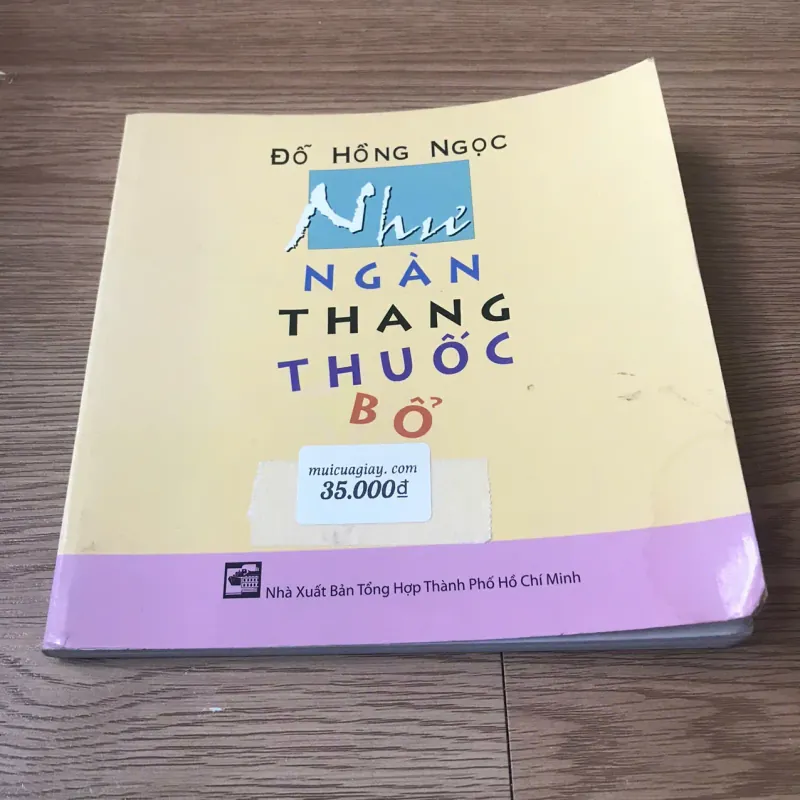 Đỗ Hồng Ngọc
Như
NGÀN
THANG
THUỐC
BỔ
muicuagiay. com
35.000₫
Nhà Xuất Bản Tổng Hợp Thành Phố Hồ Chí Minh